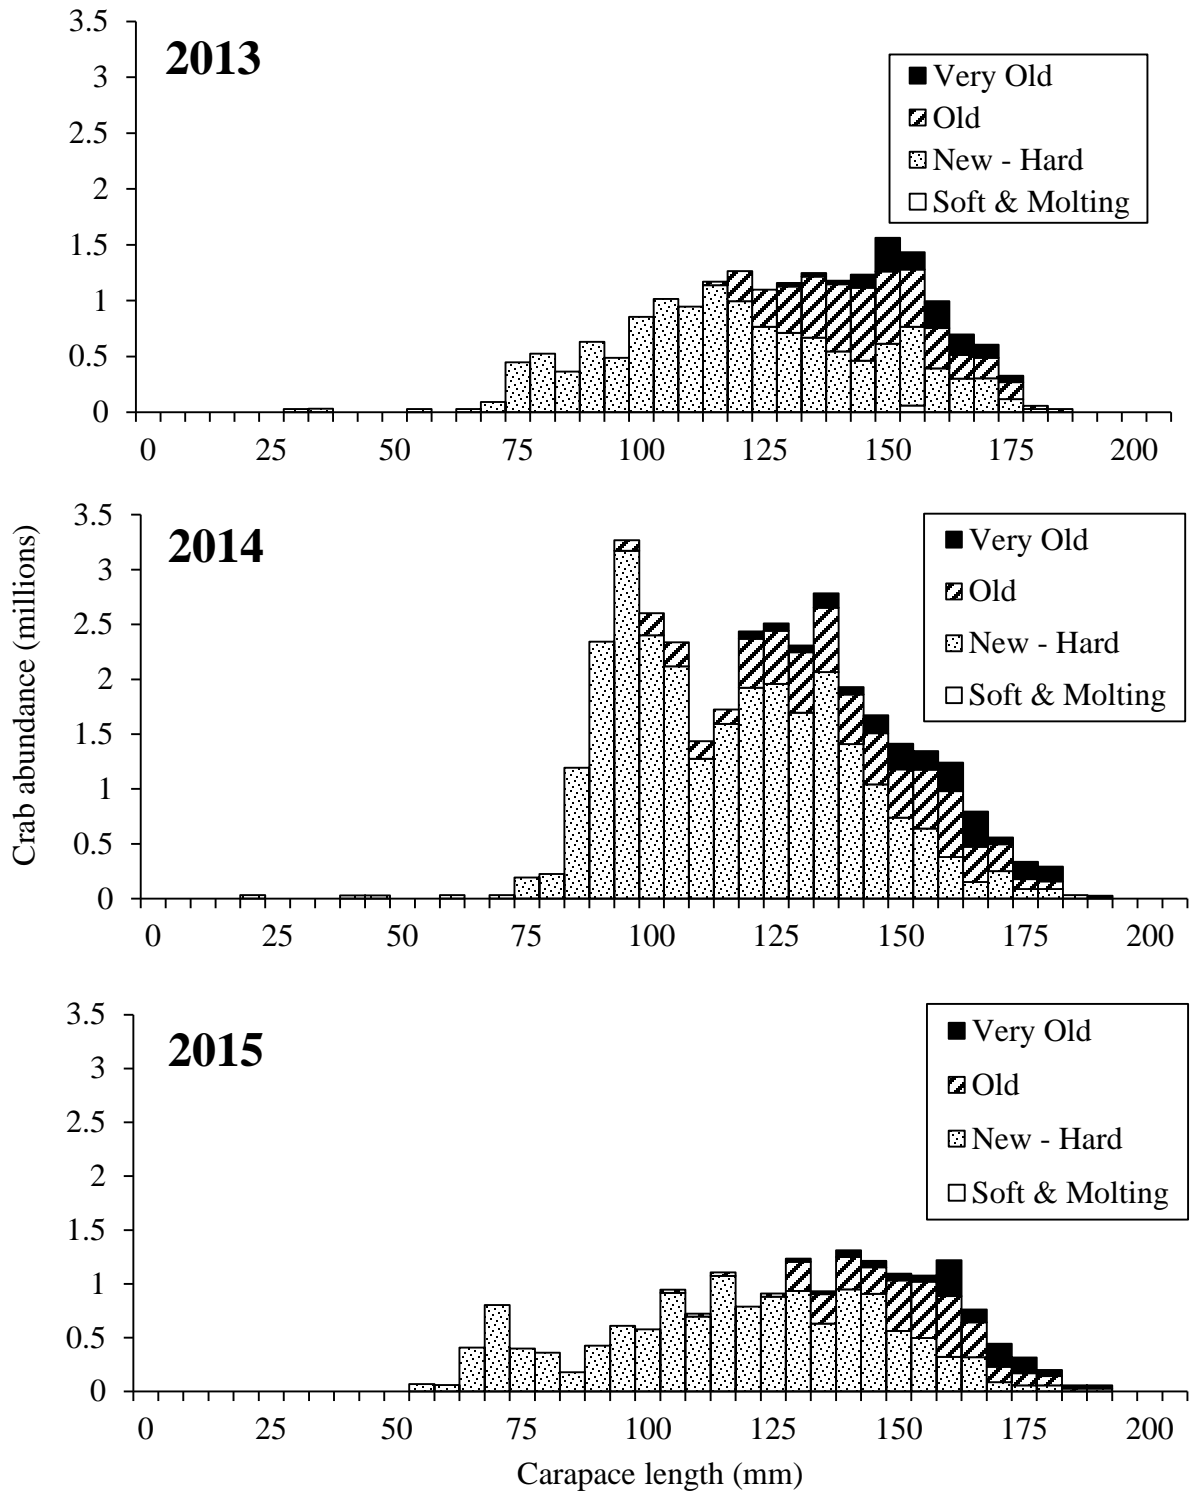 2013
3.5
3
2.5
2
1.5
1
0.5
0
Very Old
Old
New - Hard
Soft & Molting
0 25 50 75 100 125 150 175 200
Crab abundance (millions)
2014
3.5
3
2.5
2
1.5
1
0.5
0
Very Old
Old
New - Hard
Soft & Molting
0 25 50 75 100 125 150 175 200
2015
3.5
3
2.5
2
1.5
1
0.5
0
Very Old
Old
New - Hard
Soft & Molting
0 25 50 75 100 125 150 175 200
Carapace length (mm)